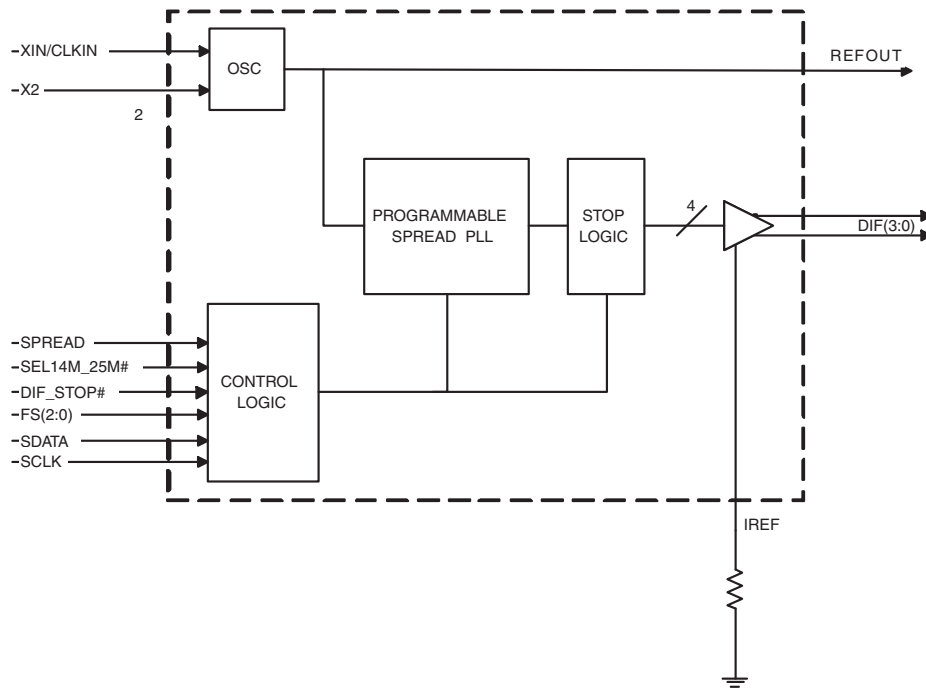 XIN/CLKIN
OSC
REFOUT
X2
2
PROGRAMMABLE
SPREAD PLL
STOP
LOGIC
4
DIF(3:0)
SPREAD
SEL14M_25M#
DIF_STOP#
FS(2:0)
SDATA
SCLK
CONTROL
LOGIC
IREF